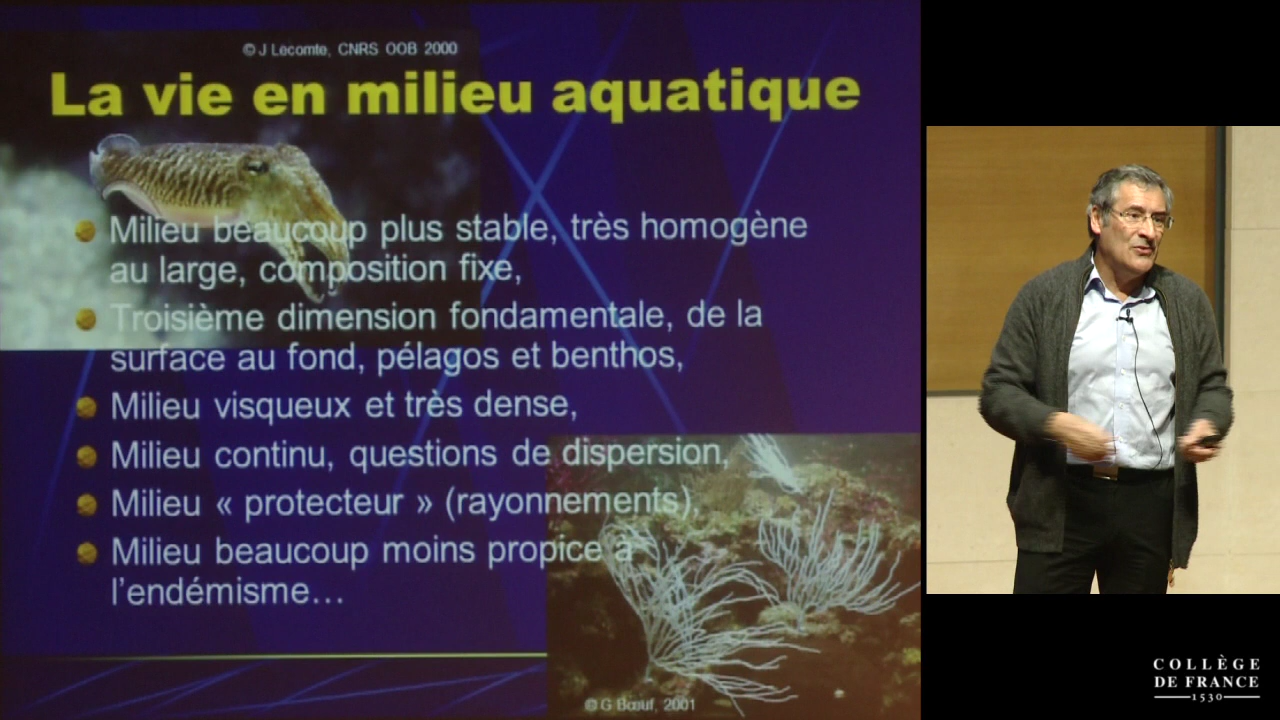 © J Lecomte, CNRS OOB 2000
La vie en milieu aquatique
Milieu beaucoup plus stable, très homogène
au large, composition fixe,
Troisième dimension fondamentale, de la
surface au fond, pélagos et benthos,
Milieu visqueux et très dense,
Milieu continu, questions de dispersion,
Milieu « protecteur » (rayonnements),
Milieu beaucoup moins propice à
l'endémisme…
© G Bœuf, 2001
COLLÈGE
DE FRANCE
1530